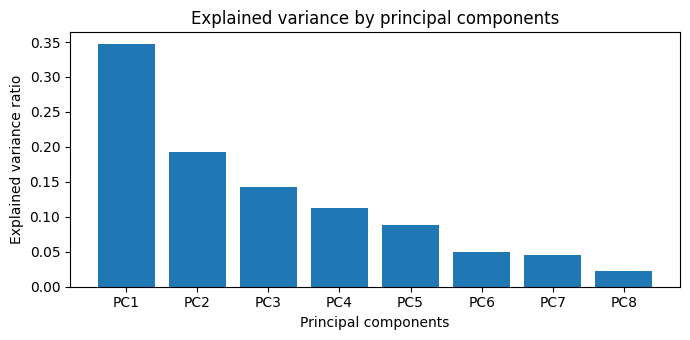 Explained variance by principal components
Explained variance ratio
0.35
0.30
0.25
0.20
0.15
0.10
0.05
0.00
PC1 PC2 PC3 PC4 PC5 PC6 PC7 PC8
Principal components